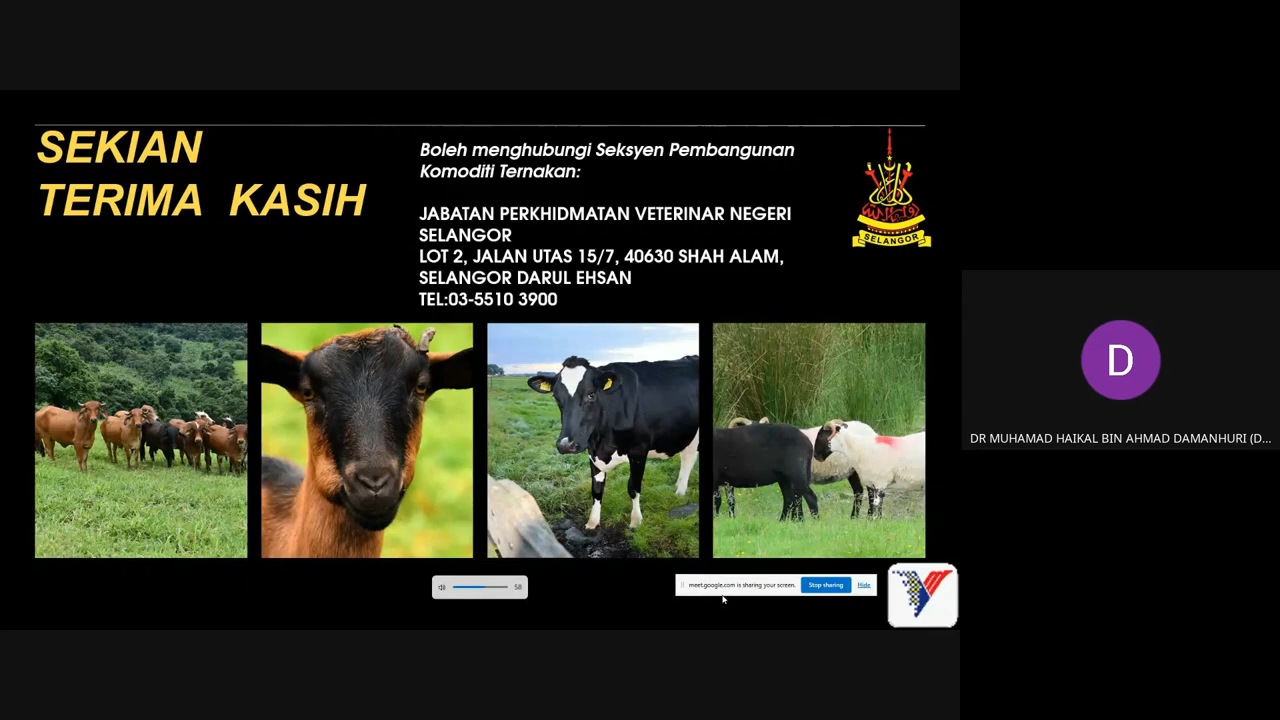 SEKIAN
TERIMA KASIH
Boleh menghubungi Seksyen Pembangunan
Komoditi Ternakan:
JABATAN PERKHIDMATAN VETERINAR NEGERI
SELANGOR
LOT 2, JALAN UTAS 15/7, 40630 SHAH ALAM,
SELANGOR DARUL EHSAN
TEL:03-5510 3900
SELANGOR
D
DR MUHAMAD HAIKAL BIN AHMAD DAMANHURI (D...
58
meet.google.com is sharing your screen.
Stop sharing
Hide